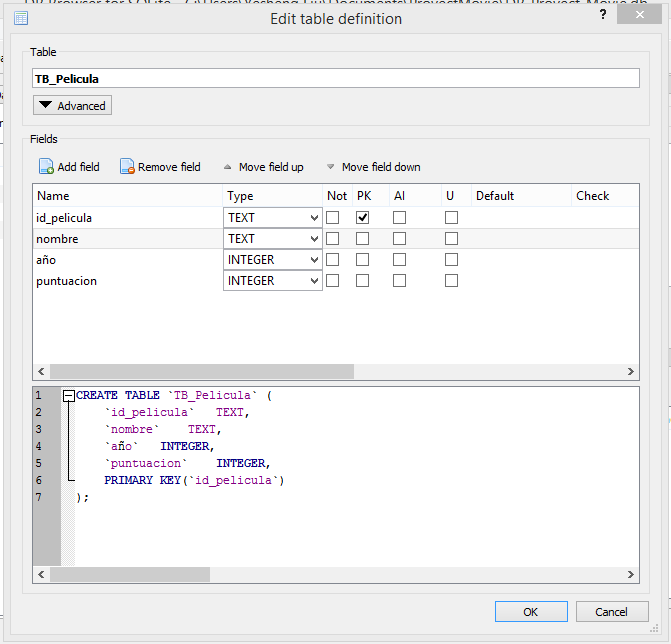 Edit table definition
?
Table
TB_Pelicula
Advanced
Fields
Add field Remove field Move field up Move field down
Name Type Not PK AI U Default Check
id_pelicula TEXT
nombre TEXT
año INTEGER
puntuacion INTEGER
1 CREATE TABLE `TB_Pelicula` (
2 `id_pelicula` TEXT,
3 `nombre` TEXT,
4 `año` INTEGER,
5 `puntuacion` INTEGER,
6 PRIMARY KEY(`id_pelicula`)
7 );
OK Cancel